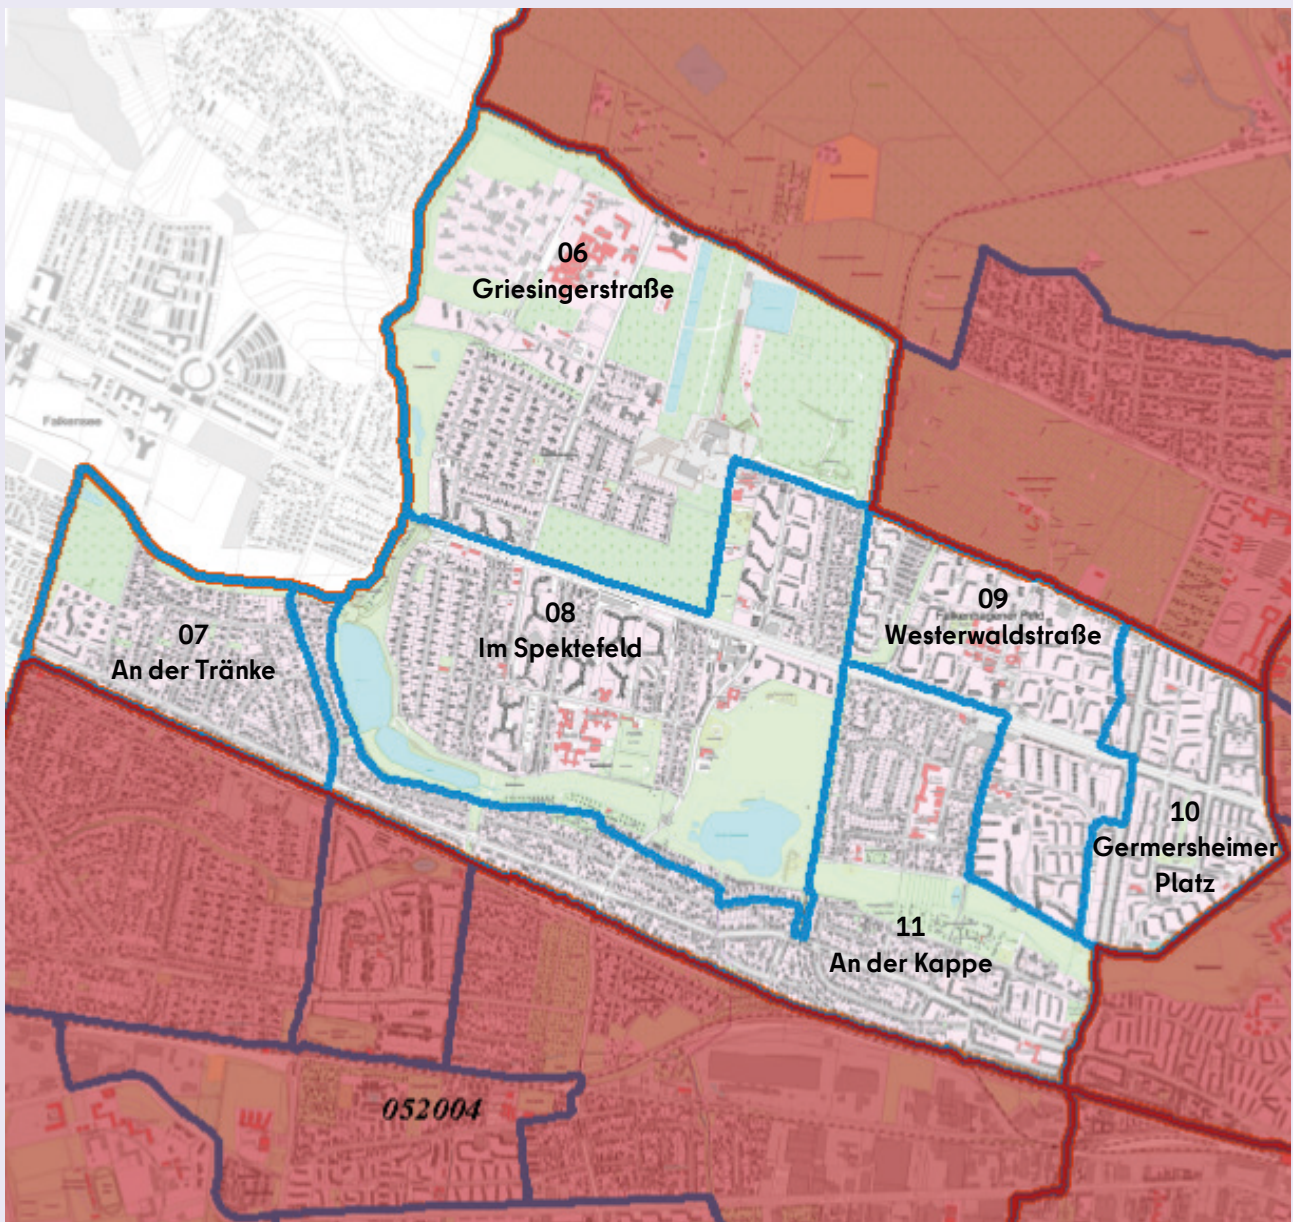 06
Griesingerstraße
Falkensee
09
Westerwaldstraße
08
Im Spektefeld
07
An der Tränke
10
Germersheimer
Platz
11
An der Kappe
052004